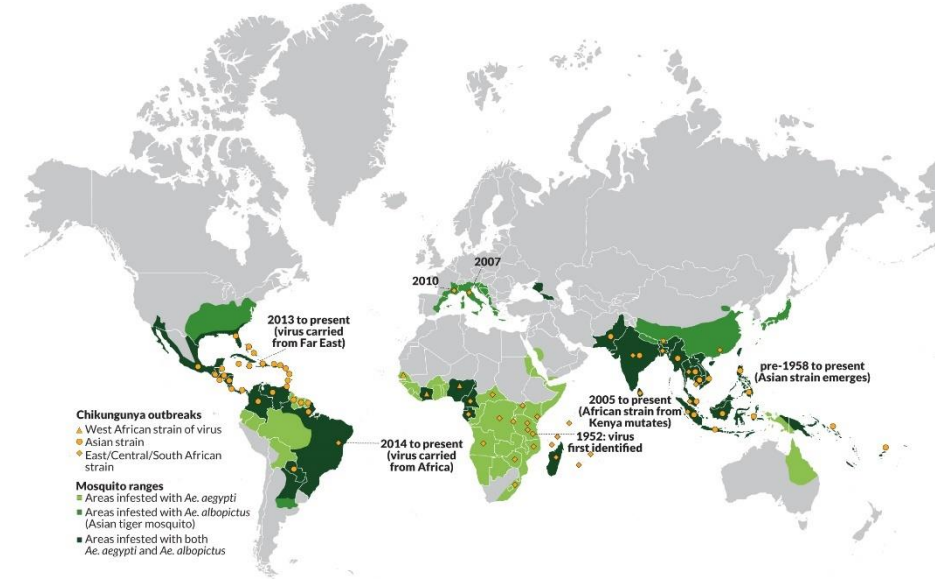 2007
2010
2013 to present
(virus carried
from Far East)
pre-1958 to present
(Asian strain emerges)
2005 to present
(African strain from
Kenya mutates)
1952: virus
first identified
2014 to present
(virus carried
from Africa)
Chikungunya outbreaks
West African strain of virus
Asian strain
East/Central/South African
strain
Mosquito ranges
Areas infested with Ae. aegypti
Areas infested with Ae. albopictus
(Asian tiger mosquito)
Areas infested with both
Ae. aegypti and Ae. albopictus